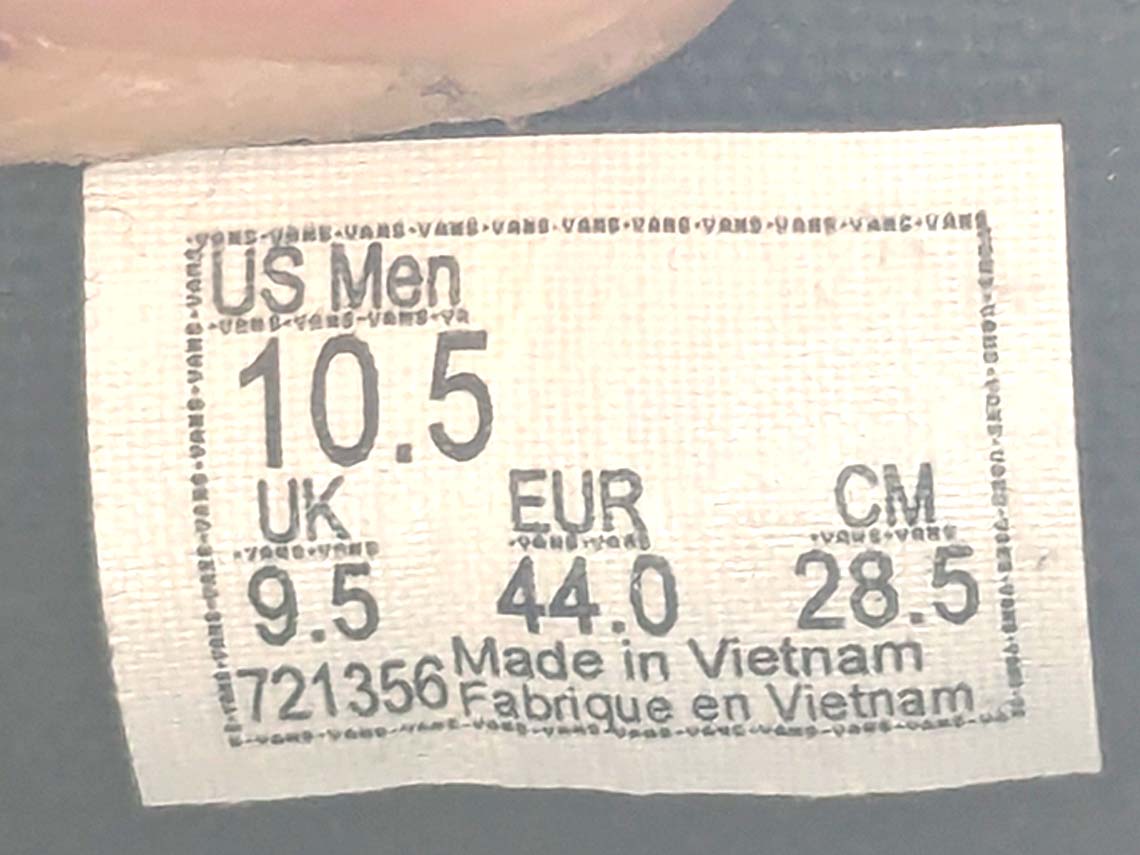 US Men
10.5
UK EUR CM
9.5 44.0 28.5
721356 Made in Vietnam
Fabrique en Vietnam